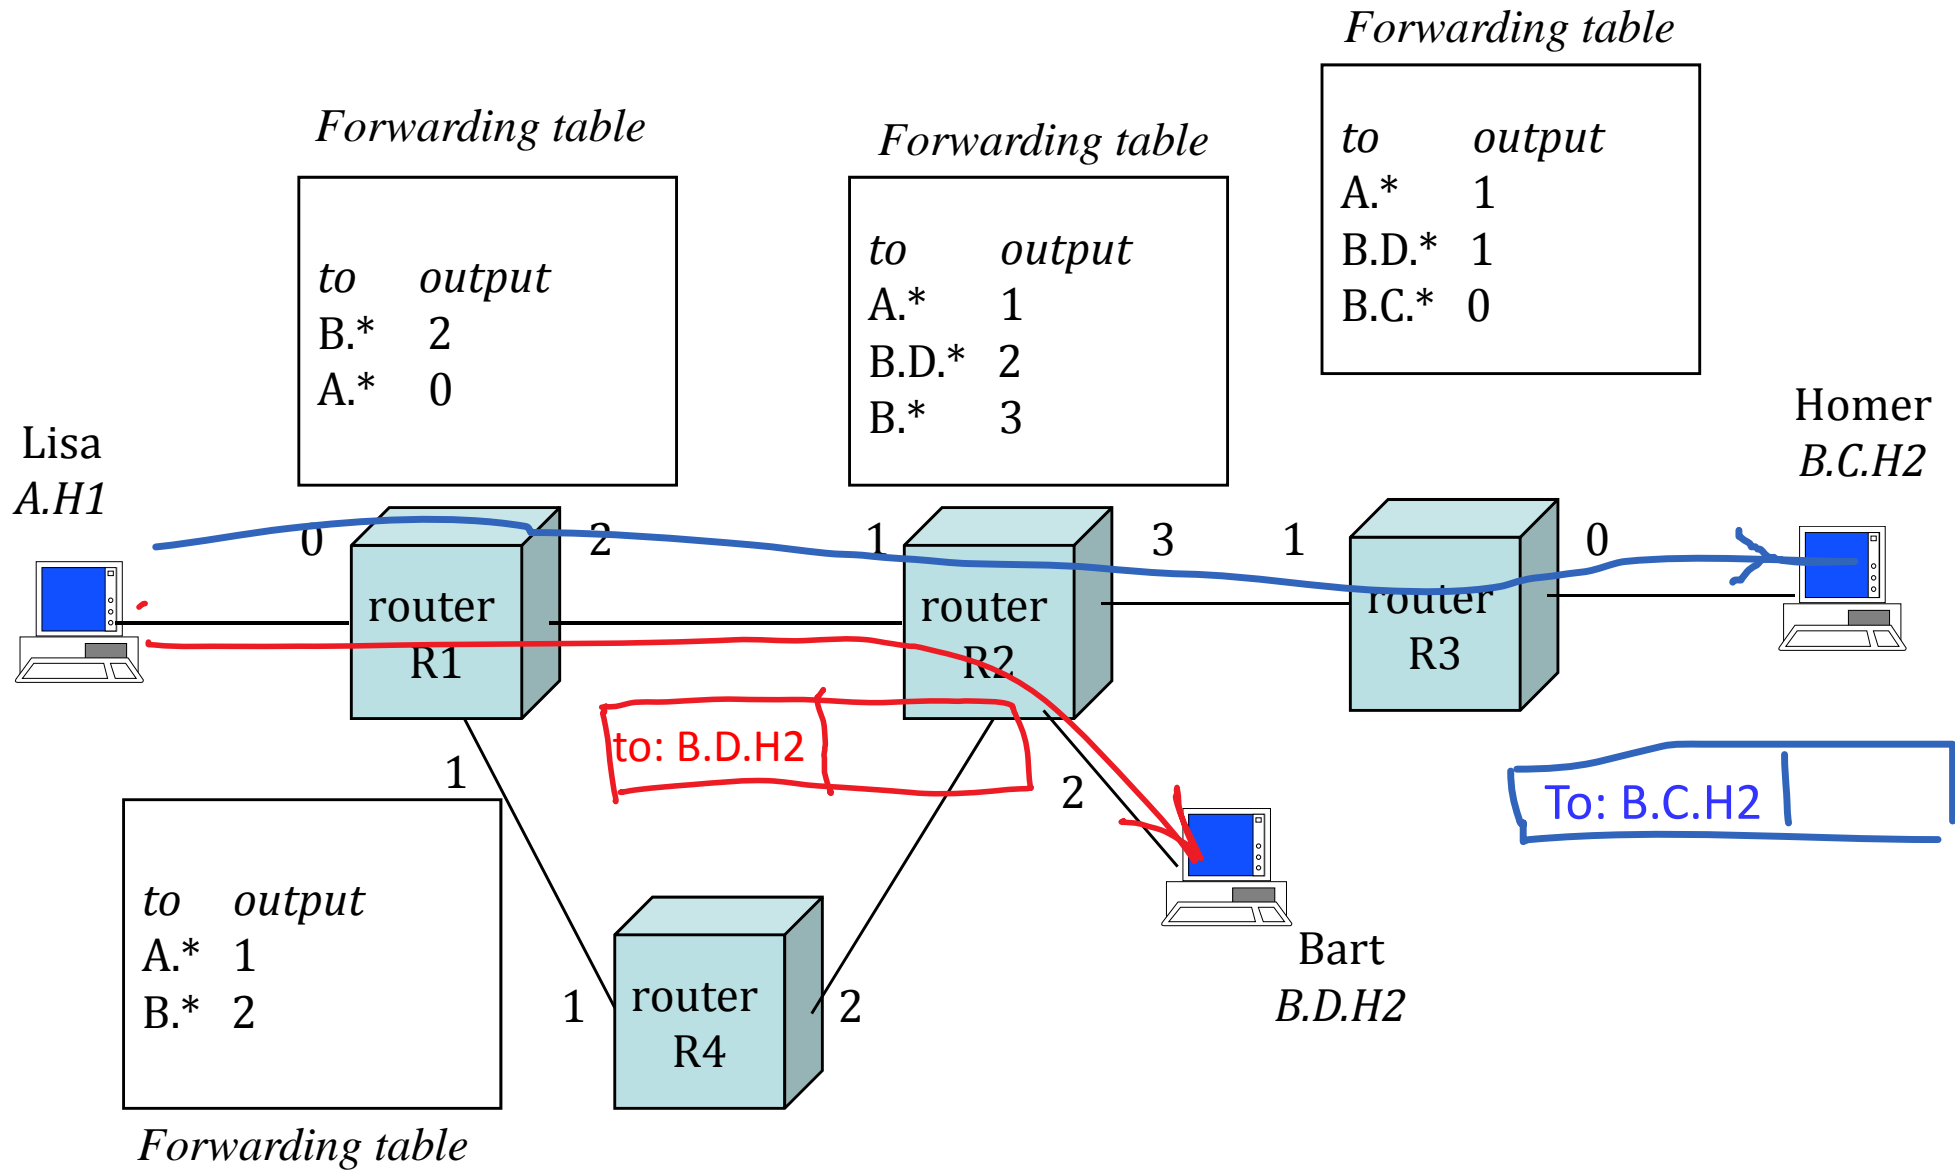 Forwarding table
to output
A.* 1
B.D.* 1
B.C.* 0
Forwarding table
to output
B.* 2
A.* 0
Forwarding table
to output
A.* 1
B.D.* 2
B.* 3
Lisa
A.H1
Homer
B.C.H2
0 2 1 3 1 0
router
R1
router
R2
router
R3
to: B.D.H2
1
2
To: B.C.H2
to output
A.* 1
B.* 2
Forwarding table
1
router
R4
2
Bart
B.D.H2